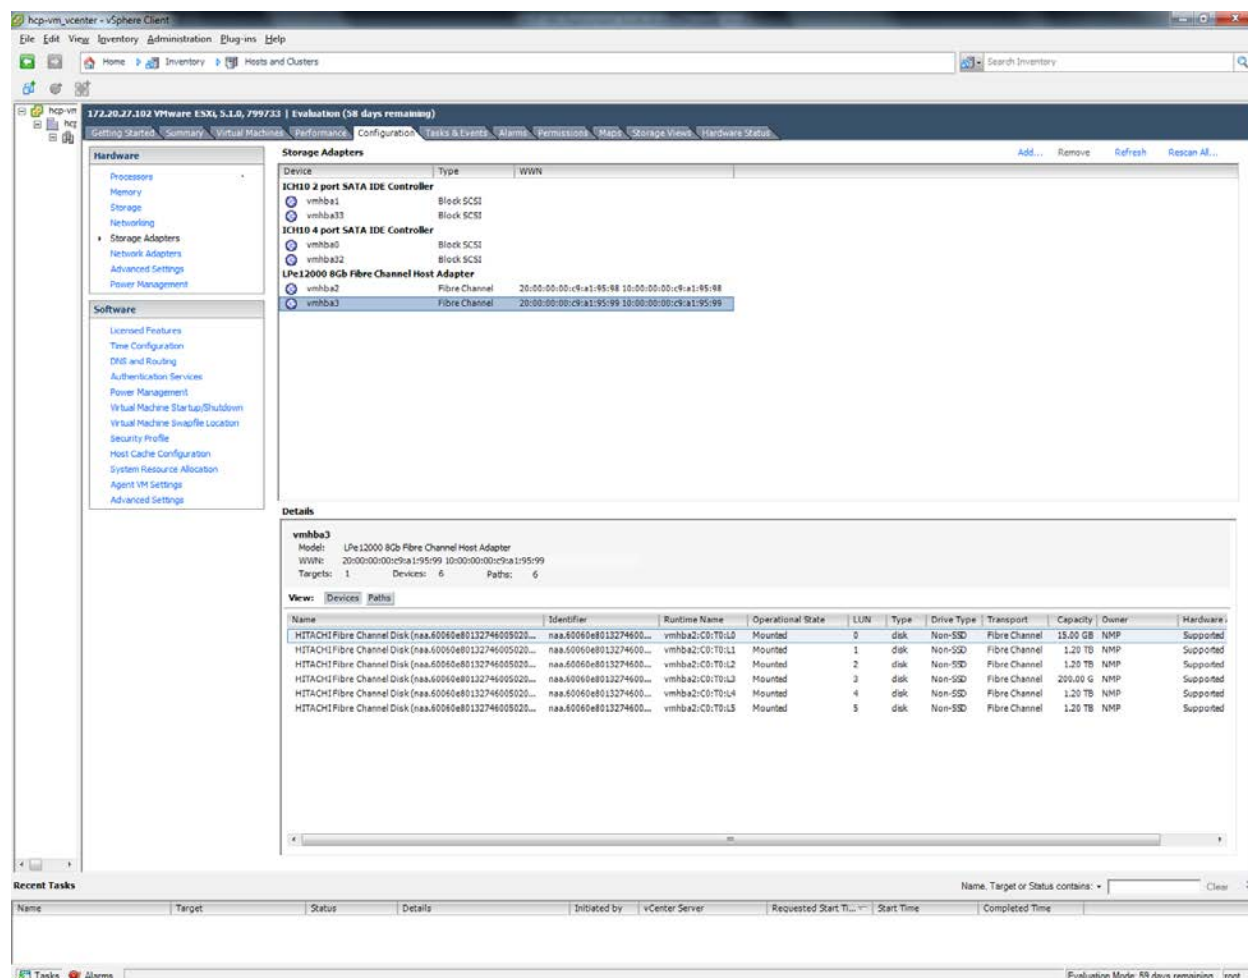 hcp-vm_vcenter - vSphere Client
File Edit View Inventory Administration Plug-ins Help
Home Inventory Hosts and Clusters Search Inventory
hcp-vm
172.20.27.102 VMware ESXi, 5.1.0, 799733 | Evaluation (58 days remaining)
Getting Started Summary Virtual Machines Performance Configuration Tasks & Events Alarms Permissions Maps Storage Views Hardware Status
Hardware
Processors
Memory
Storage
Networking
Storage Adapters
Network Adapters
Advanced Settings
Power Management
Software
Licensed Features
Time Configuration
DNS and Routing
Authentication Services
Power Management
Virtual Machine Startup/Shutdown
Virtual Machine Swapfile Location
Security Profile
Host Cache Configuration
System Resource Allocation
Agent VM Settings
Advanced Settings
Storage Adapters Add... Remove Refresh Rescan All...
Device Type WWN
ICH10 2 port SATA IDE Controller
vmhba1 Block SCSI
vmhba33 Block SCSI
ICH10 4 port SATA IDE Controller
vmhba0 Block SCSI
vmhba32 Block SCSI
LPe12000 8Gb Fibre Channel Host Adapter
vmhba2 Fibre Channel 20:00:00:00:c9:a1:95:98 10:00:00:00:c9:a1:95:98
vmhba3 Fibre Channel 20:00:00:00:c9:a1:95:99 10:00:00:00:c9:a1:95:99
Details
vmhba3
Model: LPe12000 8Gb Fibre Channel Host Adapter
WWN: 20:00:00:00:c9:a1:95:99 10:00:00:00:c9:a1:95:99
Targets: 1 Devices: 6 Paths: 6
View: Devices Paths
Name Identifier Runtime Name Operational State LUN Type Drive Type Transport Capacity Owner Hardware
HITACHI Fibre Channel Disk (naa.60060e80132746005020... naa.60060e8013274600... vmhba2:C0:T0:L0 Mounted 0 disk Non-SSD Fibre Channel 15.00 GB NMP Supported
HITACHI Fibre Channel Disk (naa.60060e80132746005020... naa.60060e8013274600... vmhba2:C0:T0:L1 Mounted 1 disk Non-SSD Fibre Channel 1.20 TB NMP Supported
HITACHI Fibre Channel Disk (naa.60060e80132746005020... naa.60060e8013274600... vmhba2:C0:T0:L2 Mounted 2 disk Non-SSD Fibre Channel 1.20 TB NMP Supported
HITACHI Fibre Channel Disk (naa.60060e80132746005020... naa.60060e8013274600... vmhba2:C0:T0:L3 Mounted 3 disk Non-SSD Fibre Channel 200.00 G NMP Supported
HITACHI Fibre Channel Disk (naa.60060e80132746005020... naa.60060e8013274600... vmhba2:C0:T0:L4 Mounted 4 disk Non-SSD Fibre Channel 1.20 TB NMP Supported
HITACHI Fibre Channel Disk (naa.60060e80132746005020... naa.60060e8013274600... vmhba2:C0:T0:L5 Mounted 5 disk Non-SSD Fibre Channel 1.20 TB NMP Supported
Recent Tasks Name, Target or Status contains: Clear
Name Target Status Details Initiated by vCenter Server Requested Start Ti... Start Time Completed Time
Tasks Alarms Evaluation Mode: 59 days remaining root